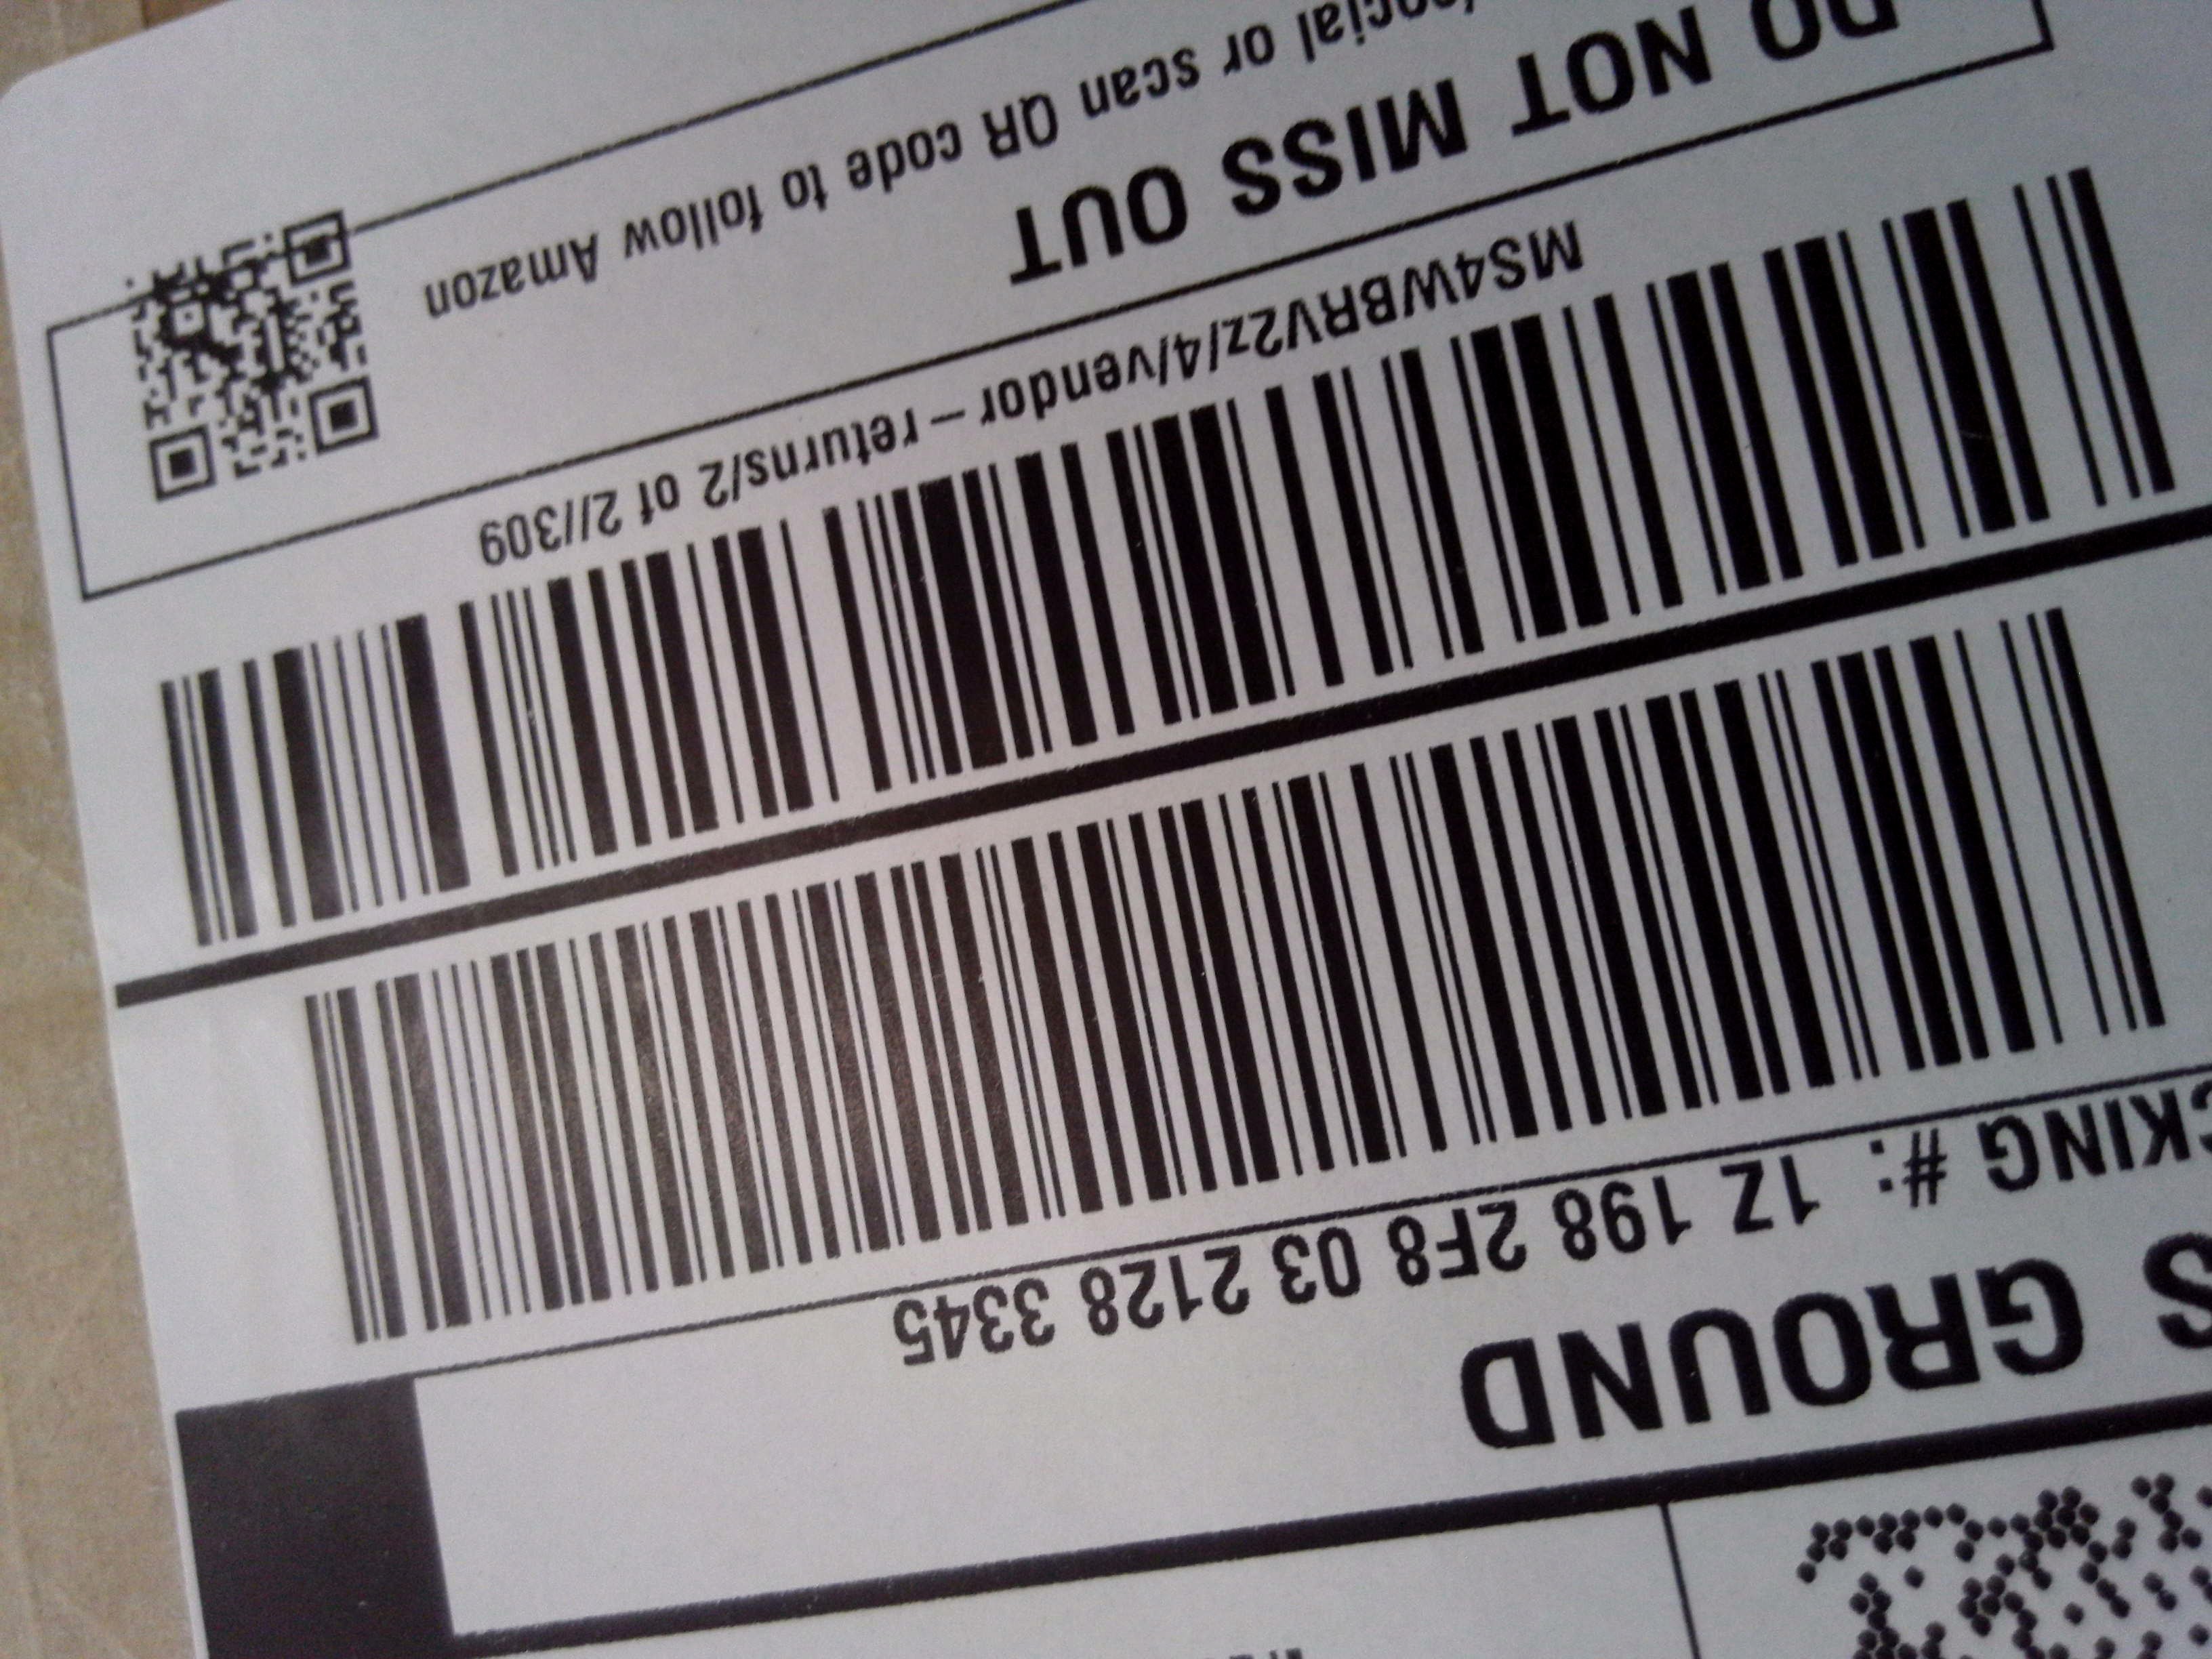 S GROUND
CKING #: 1Z 198 2F8 03 2128 3345
MS4WBRV2z/4/vendor – returns/2 of 2//309
DO NOT MISS OUT
/social or scan QR code to follow Amazon